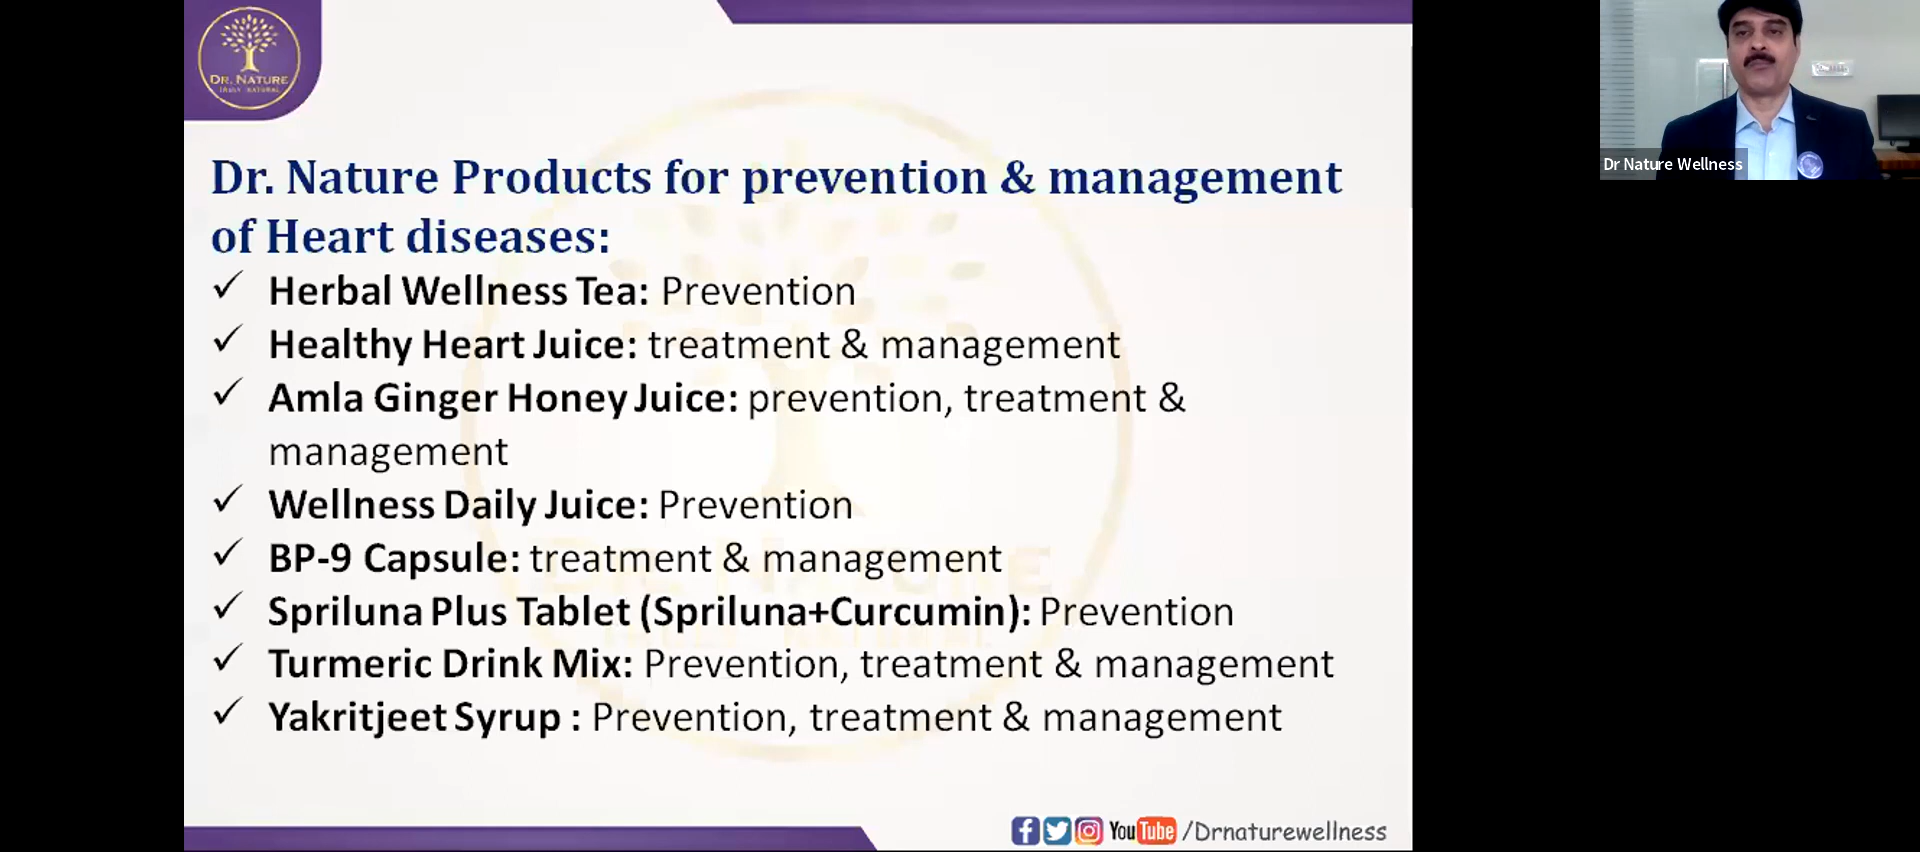 DR. NATURE
TRULY NATURAL
Dr. Nature Products for prevention & management
of Heart diseases:
✓ Herbal Wellness Tea: Prevention
✓ Healthy Heart Juice: treatment & management
✓ Amla Ginger Honey Juice: prevention, treatment &
management
✓ Wellness Daily Juice: Prevention
✓ BP-9 Capsule: treatment & management
✓ Spriluna Plus Tablet (Spriluna+Curcumin): Prevention
✓ Turmeric Drink Mix: Prevention, treatment & management
✓ Yakritjeet Syrup : Prevention, treatment & management
YouTube /Drnaturewellness
Dr Nature Wellness